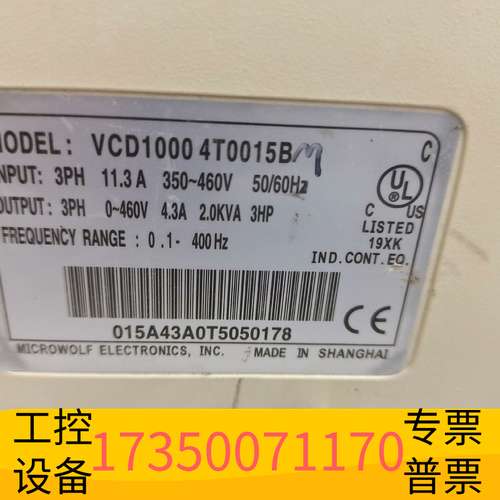 MODEL: VCD1000 4T0015B M
INPUT: 3PH 11.3A 350~460V 50/60Hz
OUTPUT: 3PH 0~460V 4.3A 2.0KVA 3HP
FREQUENCY RANGE : 0.1- 400Hz
C
UL
®
C US
LISTED
19XK
IND.CONT.EQ.
015A43A0T5050178
CE
MICROWOLF ELECTRONICS, INC. MADE IN SHANGHAI
工控 专票
17350071170
设备 普票